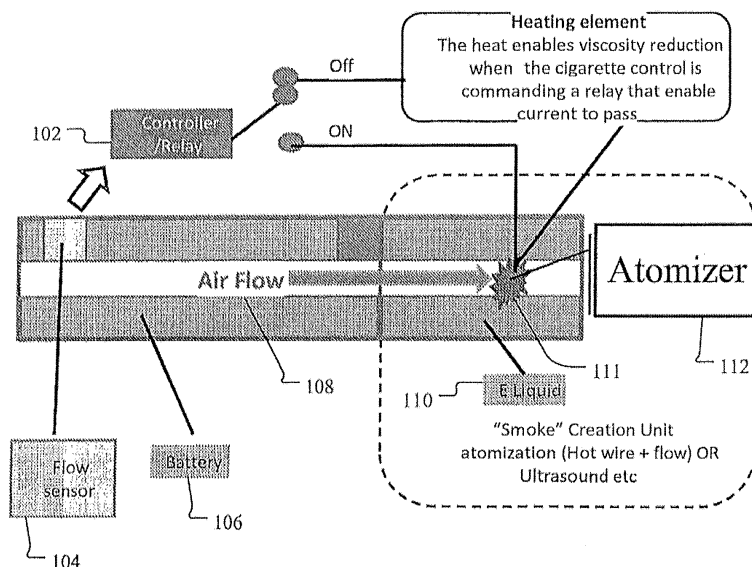 Heating element
The heat enables viscosity reduction
when the cigarette control is
commanding a relay that enable
current to pass
Off
102
Controller
/Relay
ON
Air Flow
Atomizer
108
110
E Liquid
111
112
"Smoke" Creation Unit
atomization (Hot wire + flow) OR
Ultrasound etc
Flow
sensor
104
Battery
106